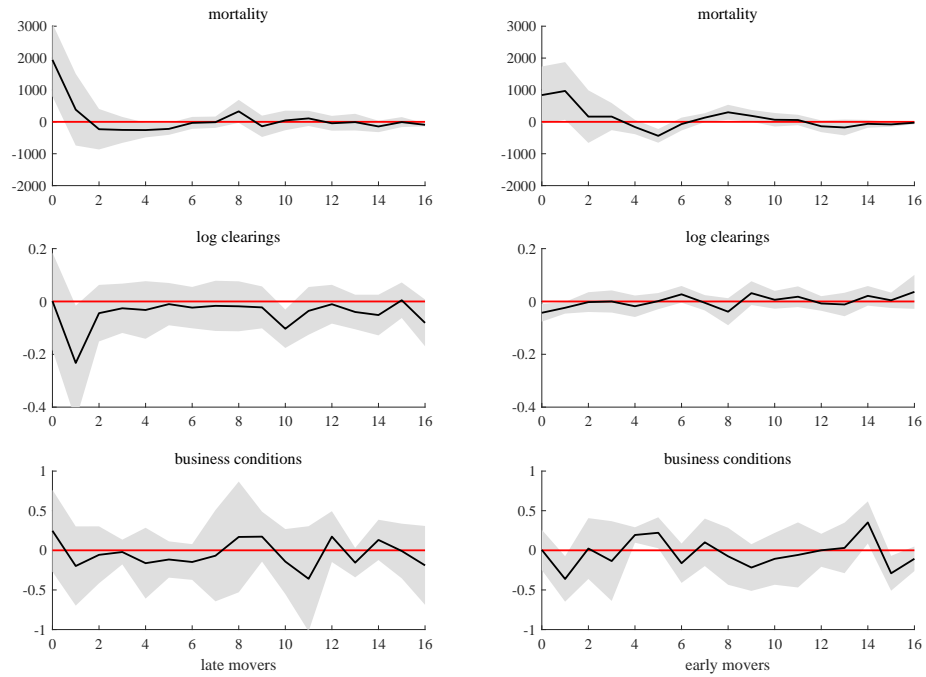 mortality
3000
2000
1000
0
-1000
-2000
0 2 4 6 8 10 12 14 16
mortality
3000
2000
1000
0
-1000
-2000
0 2 4 6 8 10 12 14 16
log clearings
0.2
0
-0.2
-0.4
0 2 4 6 8 10 12 14 16
log clearings
0.2
0
-0.2
-0.4
0 2 4 6 8 10 12 14 16
business conditions
1
0.5
0
-0.5
-1
0 2 4 6 8 10 12 14 16
late movers
business conditions
1
0.5
0
-0.5
-1
0 2 4 6 8 10 12 14 16
early movers